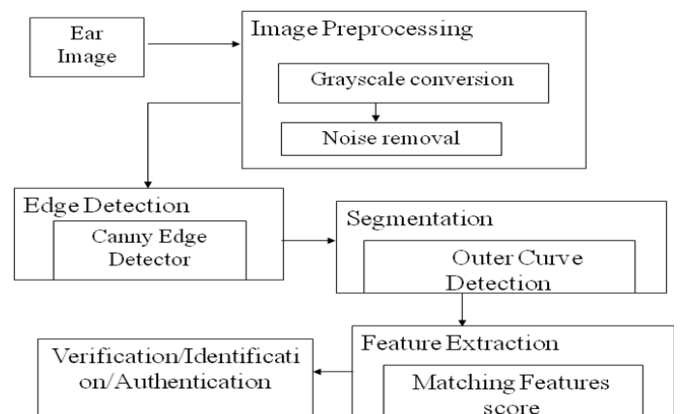 Ear
Image
Image Preprocessing
Grayscale conversion
Noise removal
Edge Detection
Canny Edge
Detector
Segmentation
Outer Curve
Detection
Feature Extraction
Matching Features
score
Verification/Identificati
on/Authentication